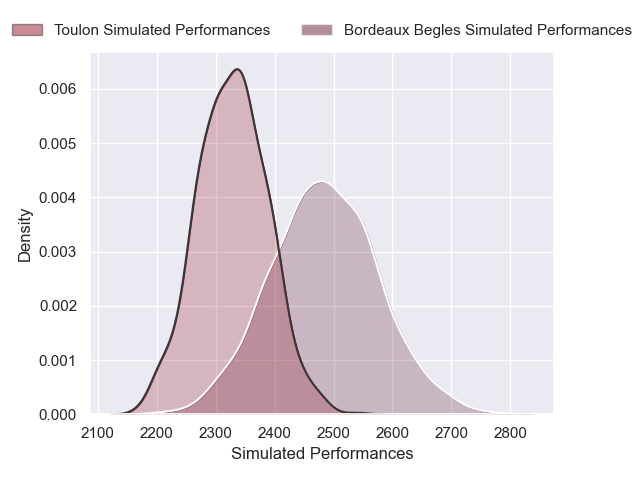 Toulon Simulated Performances
Bordeaux Begles Simulated Performances
0.006
0.005
0.004
0.003
0.002
0.001
0.000
Density
2100 2200 2300 2400 2500 2600 2700 2800
Simulated Performances